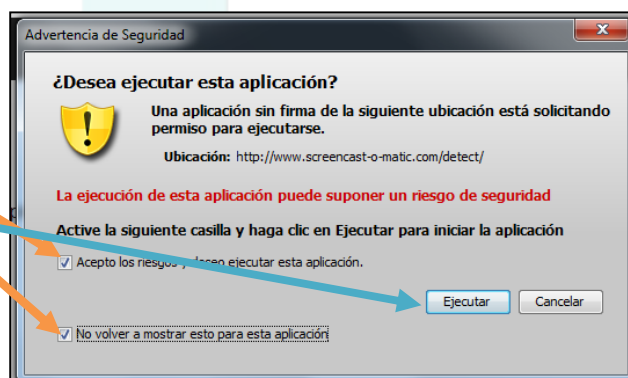 Advertencia de Seguridad
¿Desea ejecutar esta aplicación?
Una aplicación sin firma de la siguiente ubicación está solicitando
permiso para ejecutarse.
Ubicación: http://www.screencast-o-matic.com/detect/
La ejecución de esta aplicación puede suponer un riesgo de seguridad
Active la siguiente casilla y haga clic en Ejecutar para iniciar la aplicación
Acepto los riesgos y deseo ejecutar esta aplicación.
Ejecutar Cancelar
No volver a mostrar esto para esta aplicación